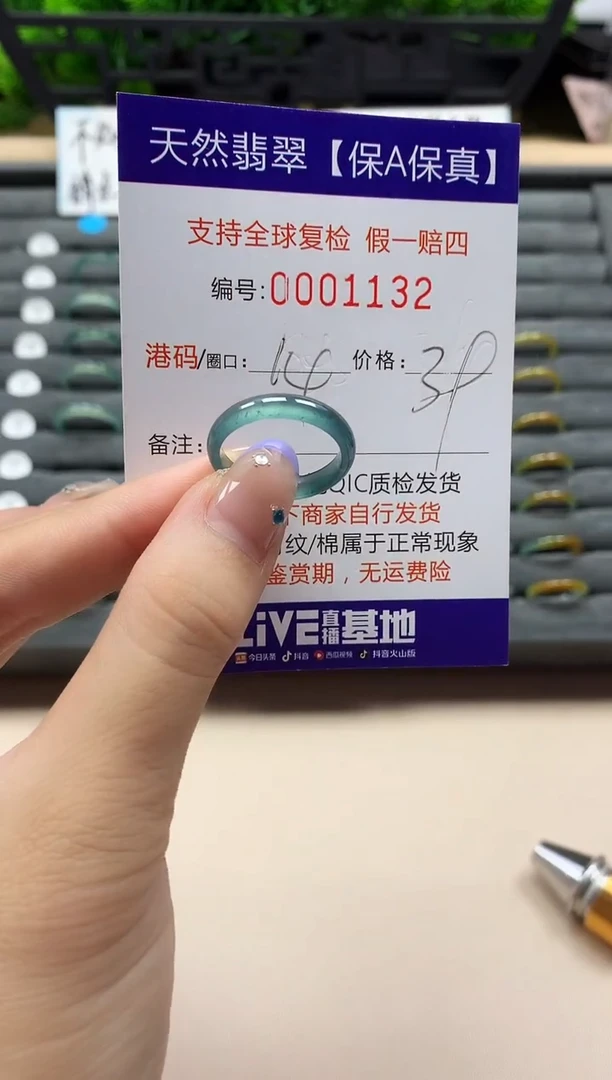 天然翡翠【保A保真】
支持全球复检 假一赔四
编号:0001132
港码/圈口: 14 价格:
备注:
QIC质检发货
商家自行发货
纹/棉属于正常现象
鉴赏期，无运费险
LiVE直播基地
今日头条 抖音 西瓜视频 抖音火山版